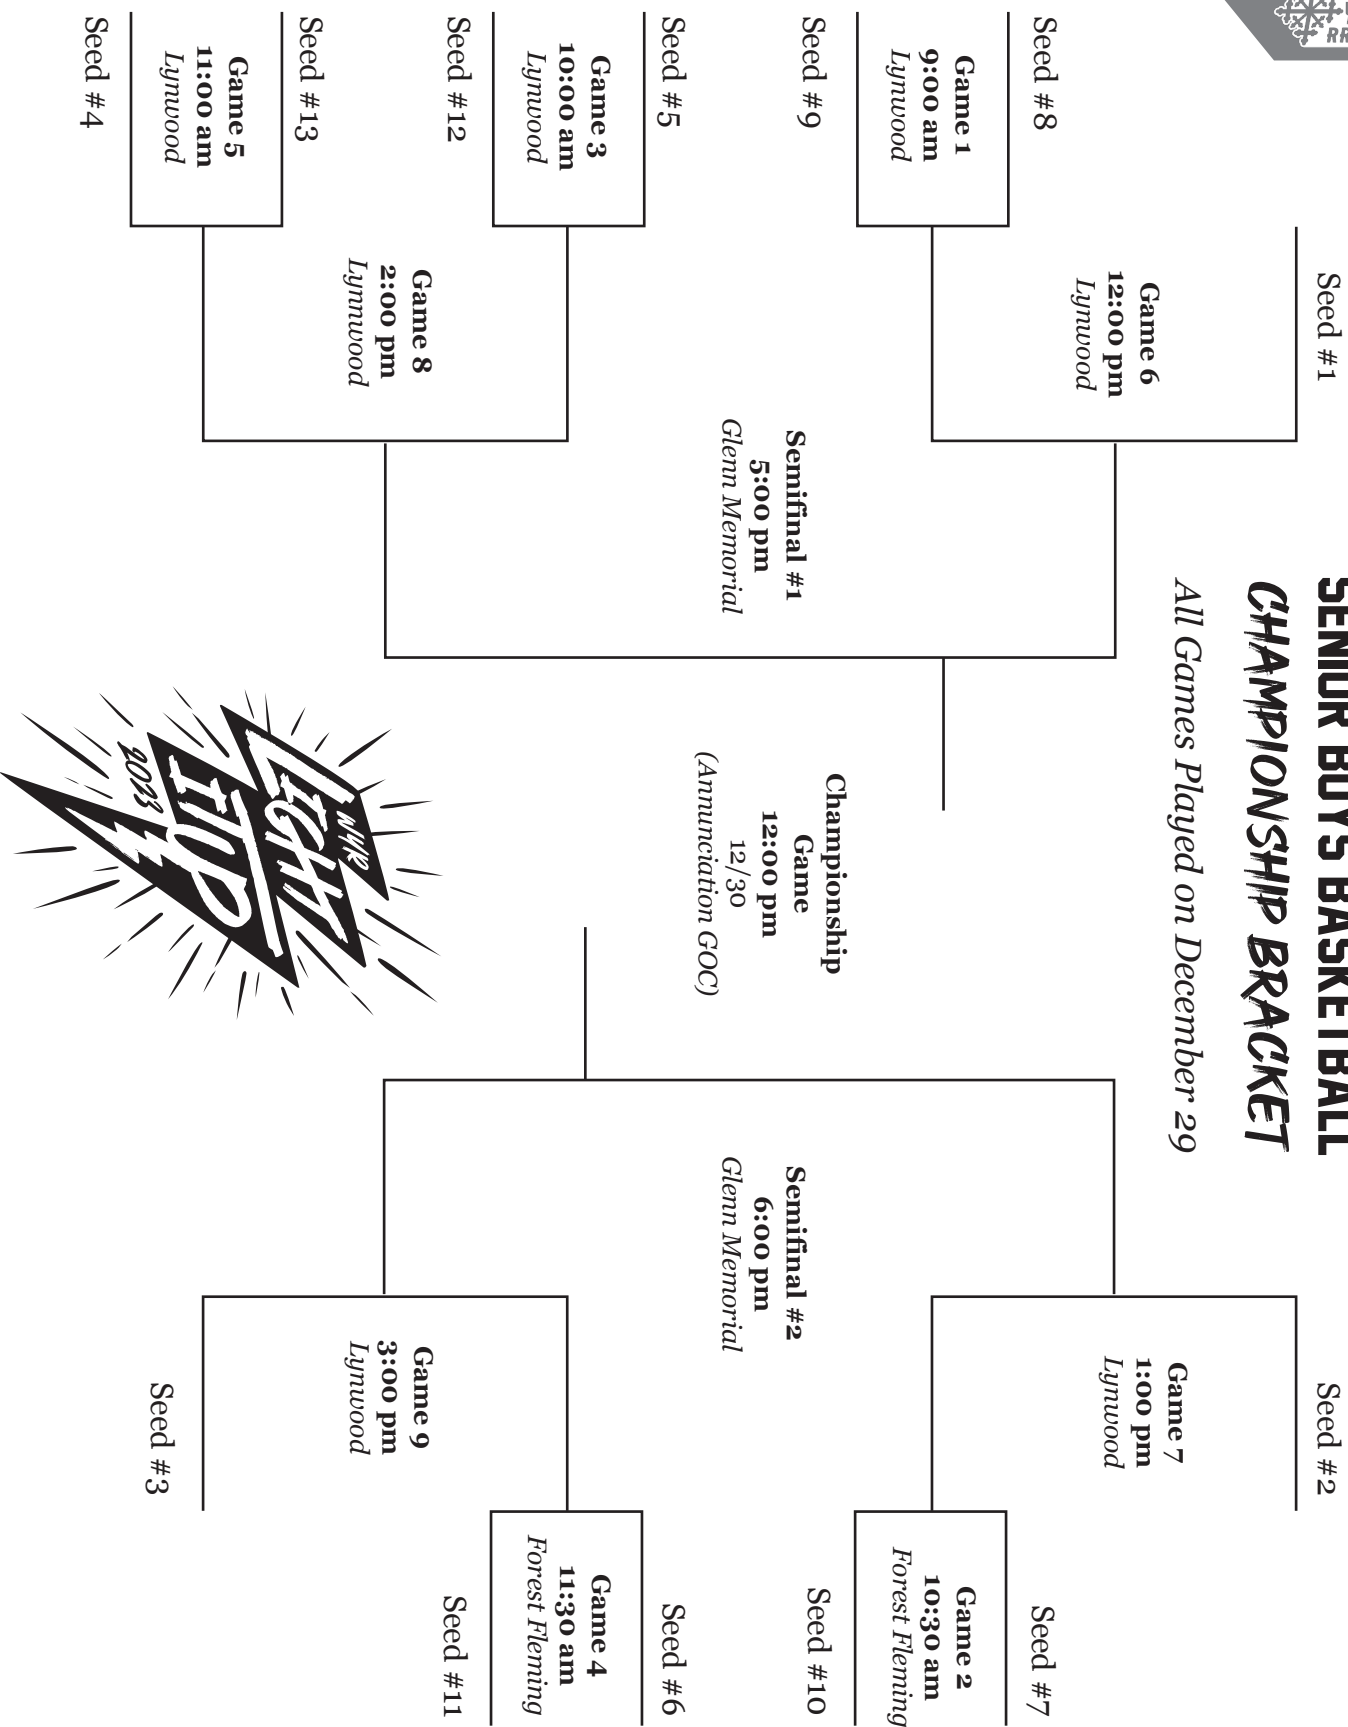 SENIOR BOYS BASKETBALL
CHAMPIONSHIP BRACKET
All Games Played on December 29
Seed #1
Seed #8
Game 1
9:00 am
Lynwood
Seed #9
Game 6
12:00 pm
Lynwood
Seed #5
Game 3
10:00 am
Lynwood
Seed #12
Seed #13
Game 5
11:00 am
Lynwood
Seed #4
Game 8
2:00 pm
Lynnwood
Semifinal #1
5:00 pm
Glenn Memorial
Championship
Game
12:00 pm
12/30
(Annunciation GOC)
Semifinal #2
6:00 pm
Glenn Memorial
Seed #2
Game 7
1:00 pm
Lynwood
Seed #7
Game 2
10:30 am
Forest Fleming
Seed #10
Seed #6
Game 4
11:30 am
Forest Fleming
Seed #11
Game 9
3:00 pm
Lynwood
Seed #3
WYR
LIGHT
IT UP
2023